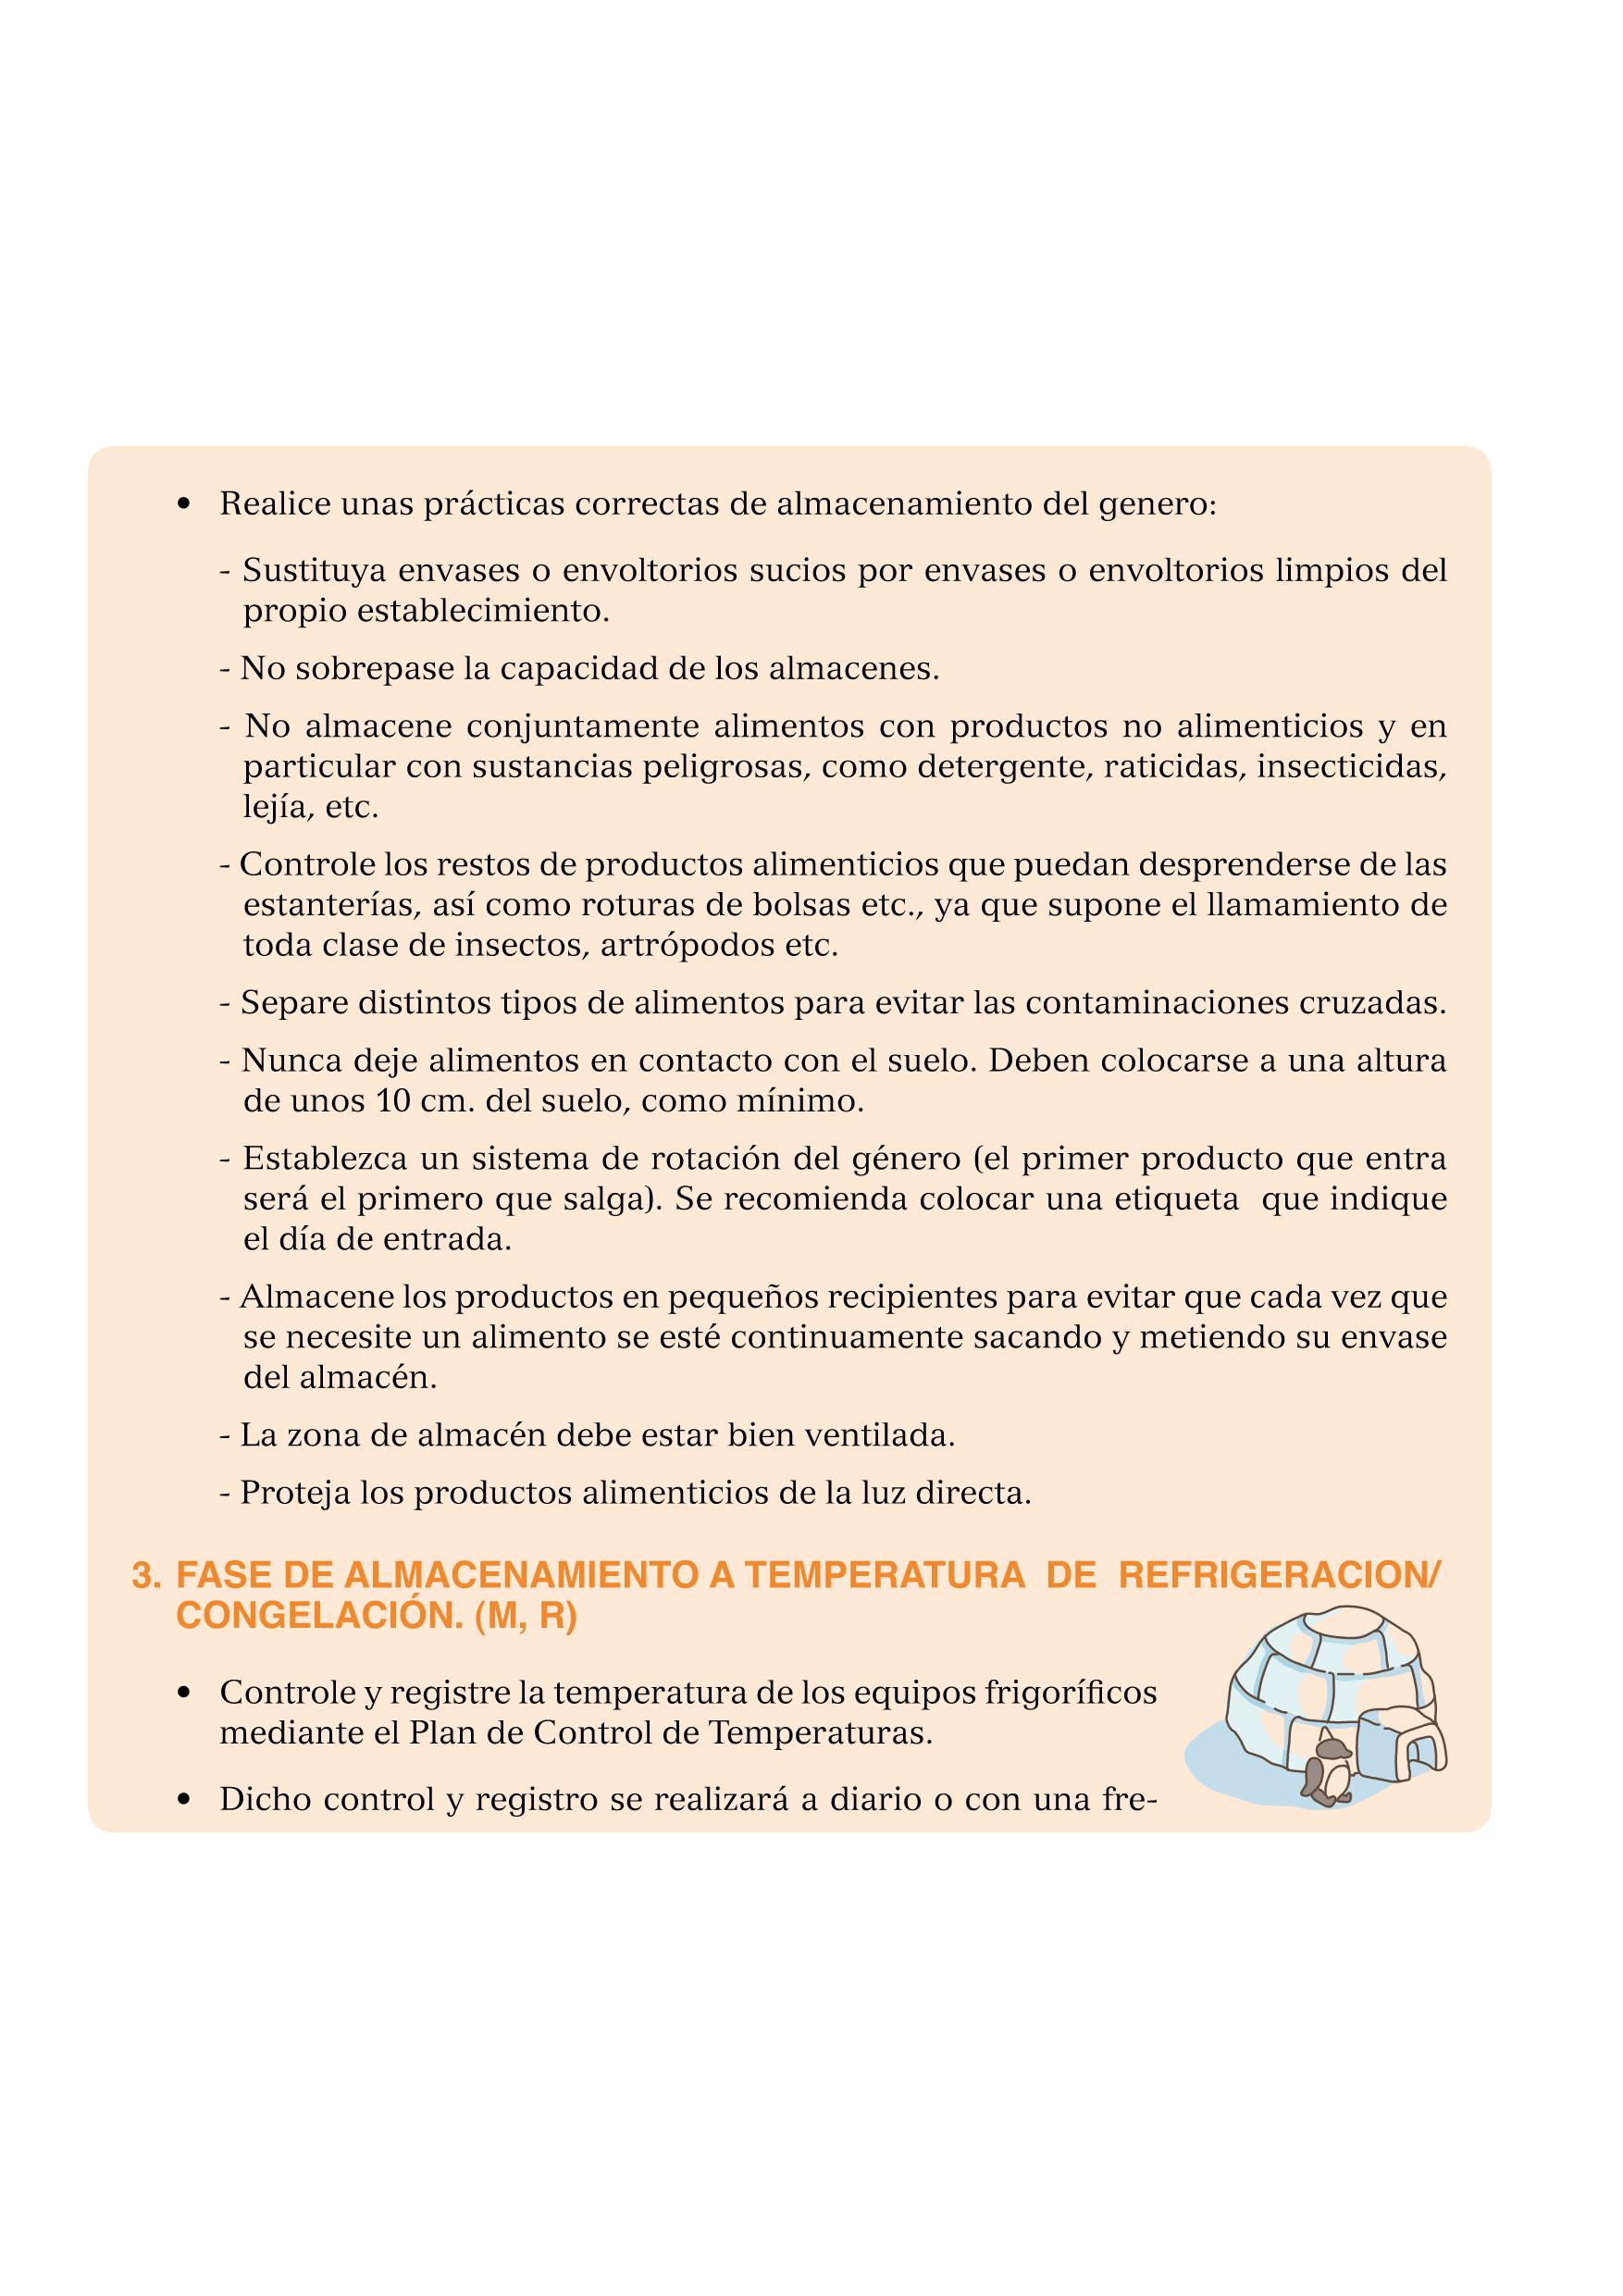 • Realice unas prácticas correctas de almacenamiento del genero:
- Sustituya envases o envoltorios sucios por envases o envoltorios limpios del
propio establecimiento.
- No sobrepase la capacidad de los almacenes.
- No almacene conjuntamente alimentos con productos no alimenticios y en
particular con sustancias peligrosas, como detergente, raticidas, insecticidas,
lejía, etc.
- Controle los restos de productos alimenticios que puedan desprenderse de las
estanterías, así como roturas de bolsas etc., ya que supone el llamamiento de
toda clase de insectos, artrópodos etc.
- Separe distintos tipos de alimentos para evitar las contaminaciones cruzadas.
- Nunca deje alimentos en contacto con el suelo. Deben colocarse a una altura
de unos 10 cm. del suelo, como mínimo.
- Establezca un sistema de rotación del género (el primer producto que entra
será el primero que salga). Se recomienda colocar una etiqueta que indique
el día de entrada.
- Almacene los productos en pequeños recipientes para evitar que cada vez que
se necesite un alimento se esté continuamente sacando y metiendo su envase
del almacén.
- La zona de almacén debe estar bien ventilada.
- Proteja los productos alimenticios de la luz directa.
3. FASE DE ALMACENAMIENTO A TEMPERATURA DE REFRIGERACION/
CONGELACIÓN. (M, R)
• Controle y registre la temperatura de los equipos frigoríficos
mediante el Plan de Control de Temperaturas.
• Dicho control y registro se realizará a diario o con una fre-